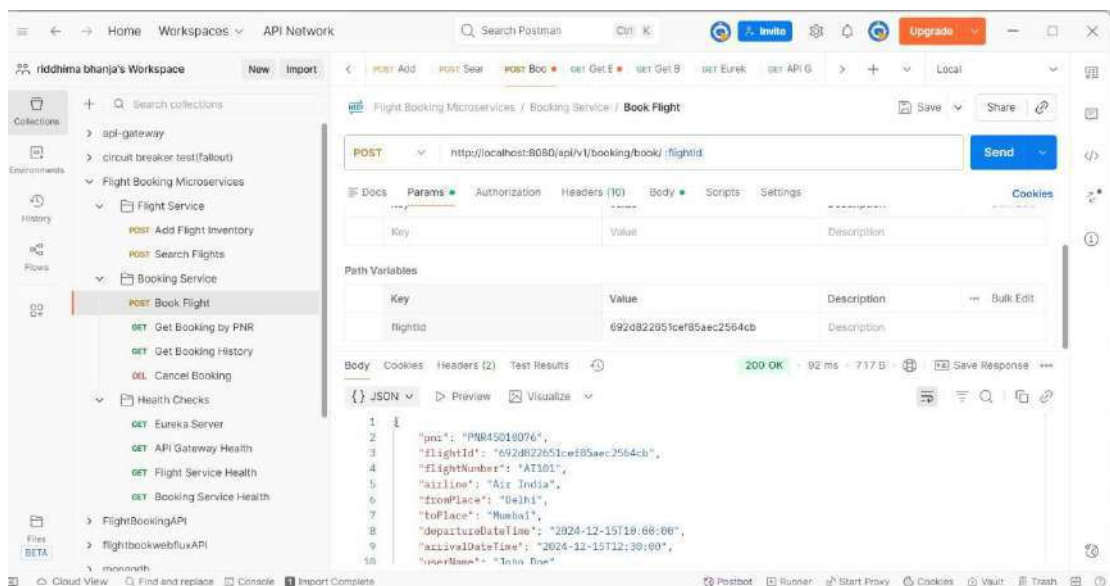 Home Workspaces API Network Search Postman Ctrl K Invite Upgrade
riddhima bhanja's Workspace New Import POST Add POST Sear POST Boo GET Get E GET Get B GET Eurek GET API G Local
Collections
Environments
History
Flows
Files
BETA
Search collections
api-gateway
circuit breaker test(fallout)
Flight Booking Microservices
Flight Service
POST Add Flight Inventory
POST Search Flights
Booking Service
POST Book Flight
GET Get Booking by PNR
GET Get Booking History
DEL Cancel Booking
Health Checks
GET Eureka Server
GET API Gateway Health
GET Flight Service Health
GET Booking Service Health
FlightBookingAPI
flightbookwebfluxAPI
mongodb
HTTP Flight Booking Microservices / Booking Service / Book Flight Save Share
POST http://localhost:8080/api/v1/booking/book/ :flightId Send
Docs Params Authorization Headers (10) Body Scripts Settings Cookies
Key Value Description
Path Variables
Key Value Description Bulk Edit
flightId 692d822651cef85aec2564cb Description
Body Cookies Headers (2) Test Results 200 OK 92 ms 717 B Save Response
{} JSON Preview Visualize
1 {
2 "pnr": "PNR45010076",
3 "flightId": "692d822651cef85aec2564cb",
4 "flightNumber": "AI101",
5 "airline": "Air India",
6 "fromPlace": "Delhi",
7 "toPlace": "Mumbai",
8 "departureDateTime": "2024-12-15T10:00:00",
9 "arrivalDateTime": "2024-12-15T12:30:00",
10 "userName": "John Doe"
Cloud View Find and replace Console Import Complete Postbot Runner Start Proxy Cookies Vault Trash